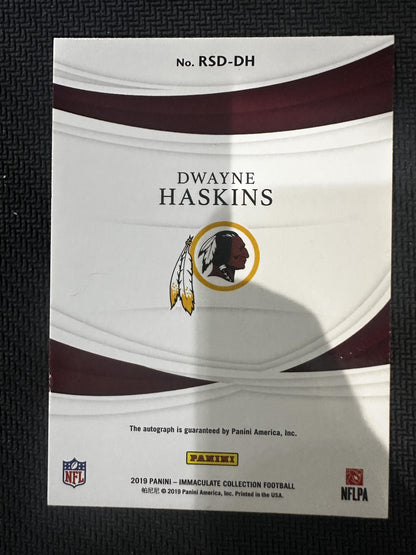 No. RSD-DH
DWAYNE
HASKINS
The autograph is guaranteed by Panini America, Inc.
PANINI
NFL
2019 PANINI – IMMACULATE COLLECTION FOOTBALL
帕尼尼 © 2019 Panini America, Inc. Printed in the USA.
NFLPA